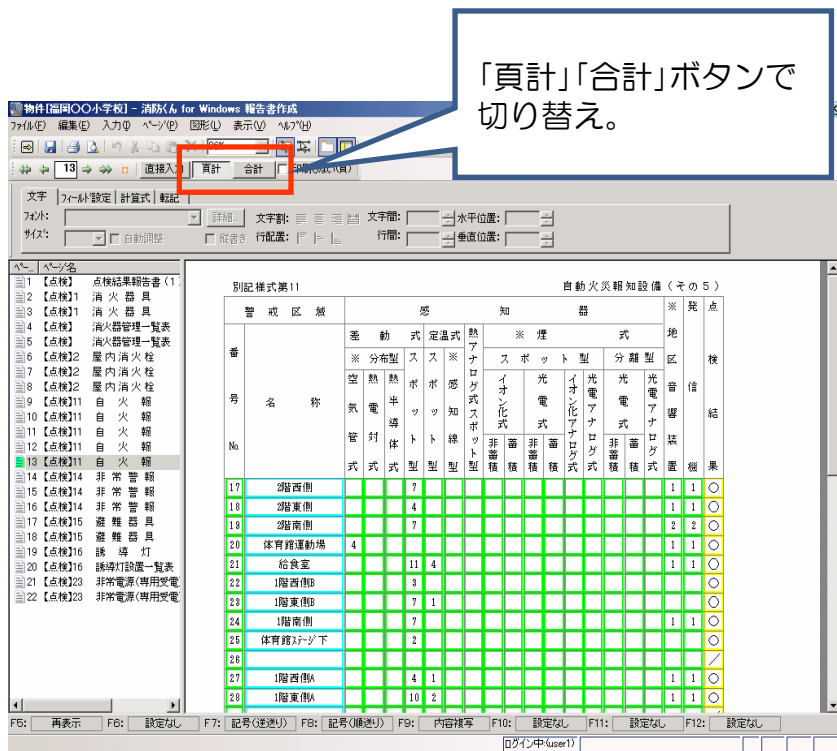 「頁計」「合計」ボタンで
切り替え。
物件[福岡〇〇小学校] - 消防くん for Windows 報告書作成
ファイル(F) 編集(E) 入力(I) ページ(P) 図形(L) 表示(V) ヘルプ(H)
13 直接入力 頁計 合計 印刷しない(頁)
文字 フィールド設定 計算式 転記
フォント: 詳細.. 文字割: 文字間: 水平位置:
サイズ: 自動調整 縦書き 行配置: 行間: 垂直位置:
ペー.. ページ名
1 【点検】 点検結果報告書(1
2 【点検】1 消 火 器 具
3 【点検】1 消 火 器 具
4 【点検】 消火器管理一覧表
5 【点検】 消火器管理一覧表
6 【点検】2 屋内消火栓
7 【点検】2 屋内消火栓
8 【点検】2 屋内消火栓
9 【点検】11 自 火 報
10 【点検】11 自 火 報
11 【点検】11 自 火 報
12 【点検】11 自 火 報
13 【点検】11 自 火 報
14 【点検】14 非 常 警 報
15 【点検】14 非 常 警 報
16 【点検】14 非 常 警 報
17 【点検】15 避 難 器 具
18 【点検】15 避 難 器 具
19 【点検】16 誘 導 灯
20 【点検】16 誘導灯設置一覧表
21 【点検】23 非常電源(専用受電
22 【点検】23 非常電源(専用受電
別記様式第11 自動火災報知設備(その5)
警戒区域 感知器 ※地区音響装置 発信機 点検結果
番号No. 名称
差動式 定温式 熱アナログ式スポット型 ※煙式
※ 分布型 スポット型 スポット型 ※感知線型 スポット型 分離型
空気管式 熱電対式 熱半導体式 イオン化式 光電式 イオン化アナログ式 光電アナログ式 光電式 光電アナログ式
非蓄積 蓄積 非蓄積 蓄積 非蓄積 蓄積
17 2階西側 7 1 1 〇
18 2階東側 4 1 1 〇
19 2階南側 7 2 2 〇
20 体育館運動場 4 1 1 〇
21 給食室 11 4 1 1 〇
22 1階西側B 3 〇
23 1階東側B 7 1 〇
24 1階南側 7 1 1 〇
25 体育館ステージ下 2 〇
26 /
27 1階西側A 4 1 1 1 〇
28 1階東側A 10 2 1 1 〇
F5: 再表示 F6: 設定なし F7: 記号(逆送り) F8: 記号(順送り) F9: 内容複写 F10: 設定なし F11: 設定なし F12: 設定なし
ログイン中(user1)